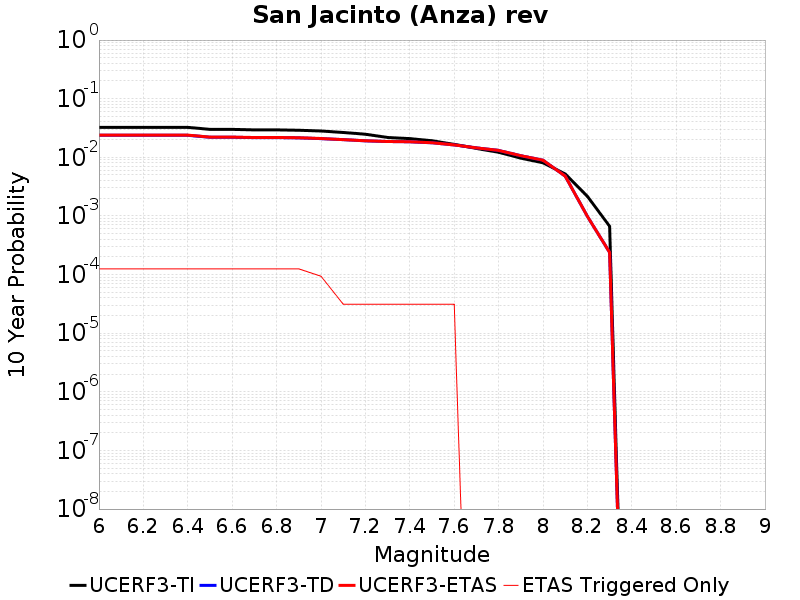 San Jacinto (Anza) rev
10^0
10^-1
10^-2
10^-3
10^-4
10^-5
10^-6
10^-7
10^-8
10 Year Probability
6 6.2 6.4 6.6 6.8 7 7.2 7.4 7.6 7.8 8 8.2 8.4 8.6 8.8 9
Magnitude
UCERF3-TI UCERF3-TD UCERF3-ETAS ETAS Triggered Only